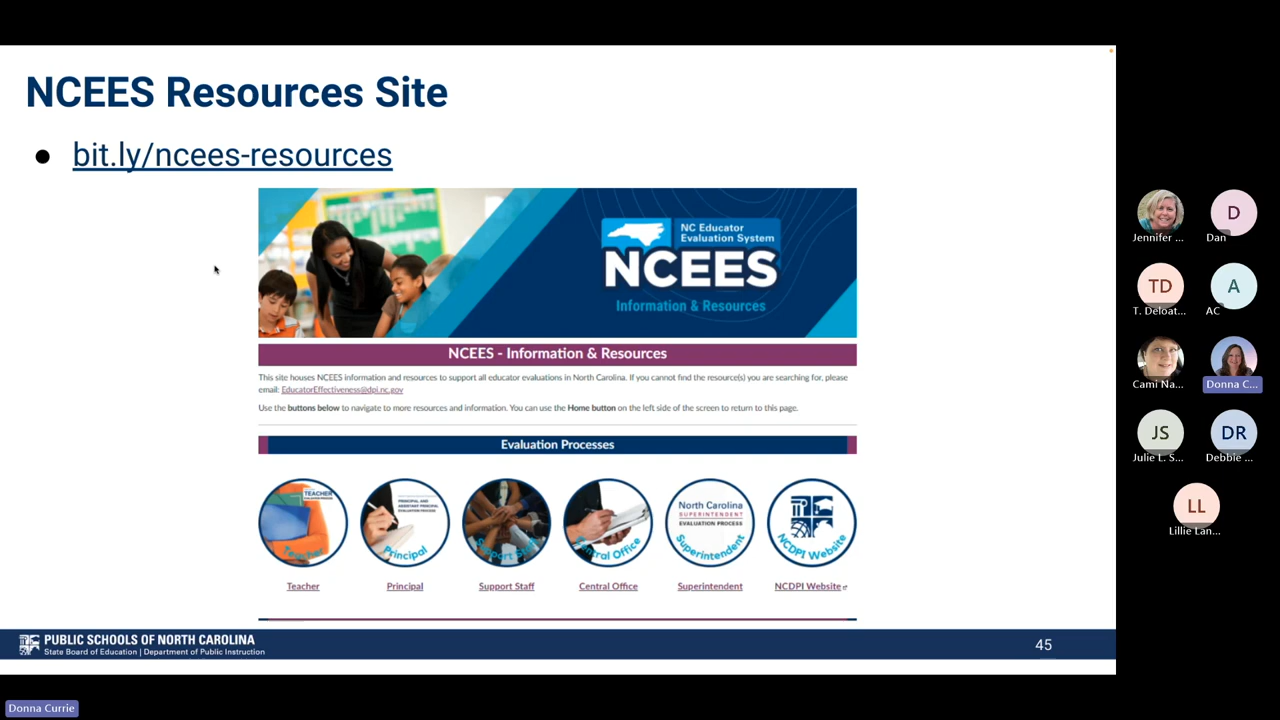 NCEES Resources Site
● bit.ly/ncees-resources
NC Educator
Evaluation System
NCEES
Information & Resources
NCEES - Information & Resources
This site houses NCEES information and resources to support all educator evaluations in North Carolina. If you cannot find the resource(s) you are searching for, please
email: EducatorEffectiveness@dpi.nc.gov
Use the buttons below to navigate to more resources and information. You can use the Home button on the left side of the screen to return to this page.
Evaluation Processes
TEACHER
Teacher
PRINCIPAL AND
ASSISTANT PRINCIPAL
EVALUATION PROCESS
Principal
Support Staff
Central Office
North Carolina
SUPERINTENDENT
EVALUATION PROCESS
Superintendent
NCDPI Website
Teacher
Principal
Support Staff
Central Office
Superintendent
NCDPI Website
PUBLIC SCHOOLS OF NORTH CAROLINA
State Board of Education | Department of Public Instruction
45
Jennifer ...
D
Dan
TD
T. Deloat...
A
AC
Cami Na...
Donna C...
JS
Julie L. S...
DR
Debbie ...
LL
Lillie Lan...
Donna Currie